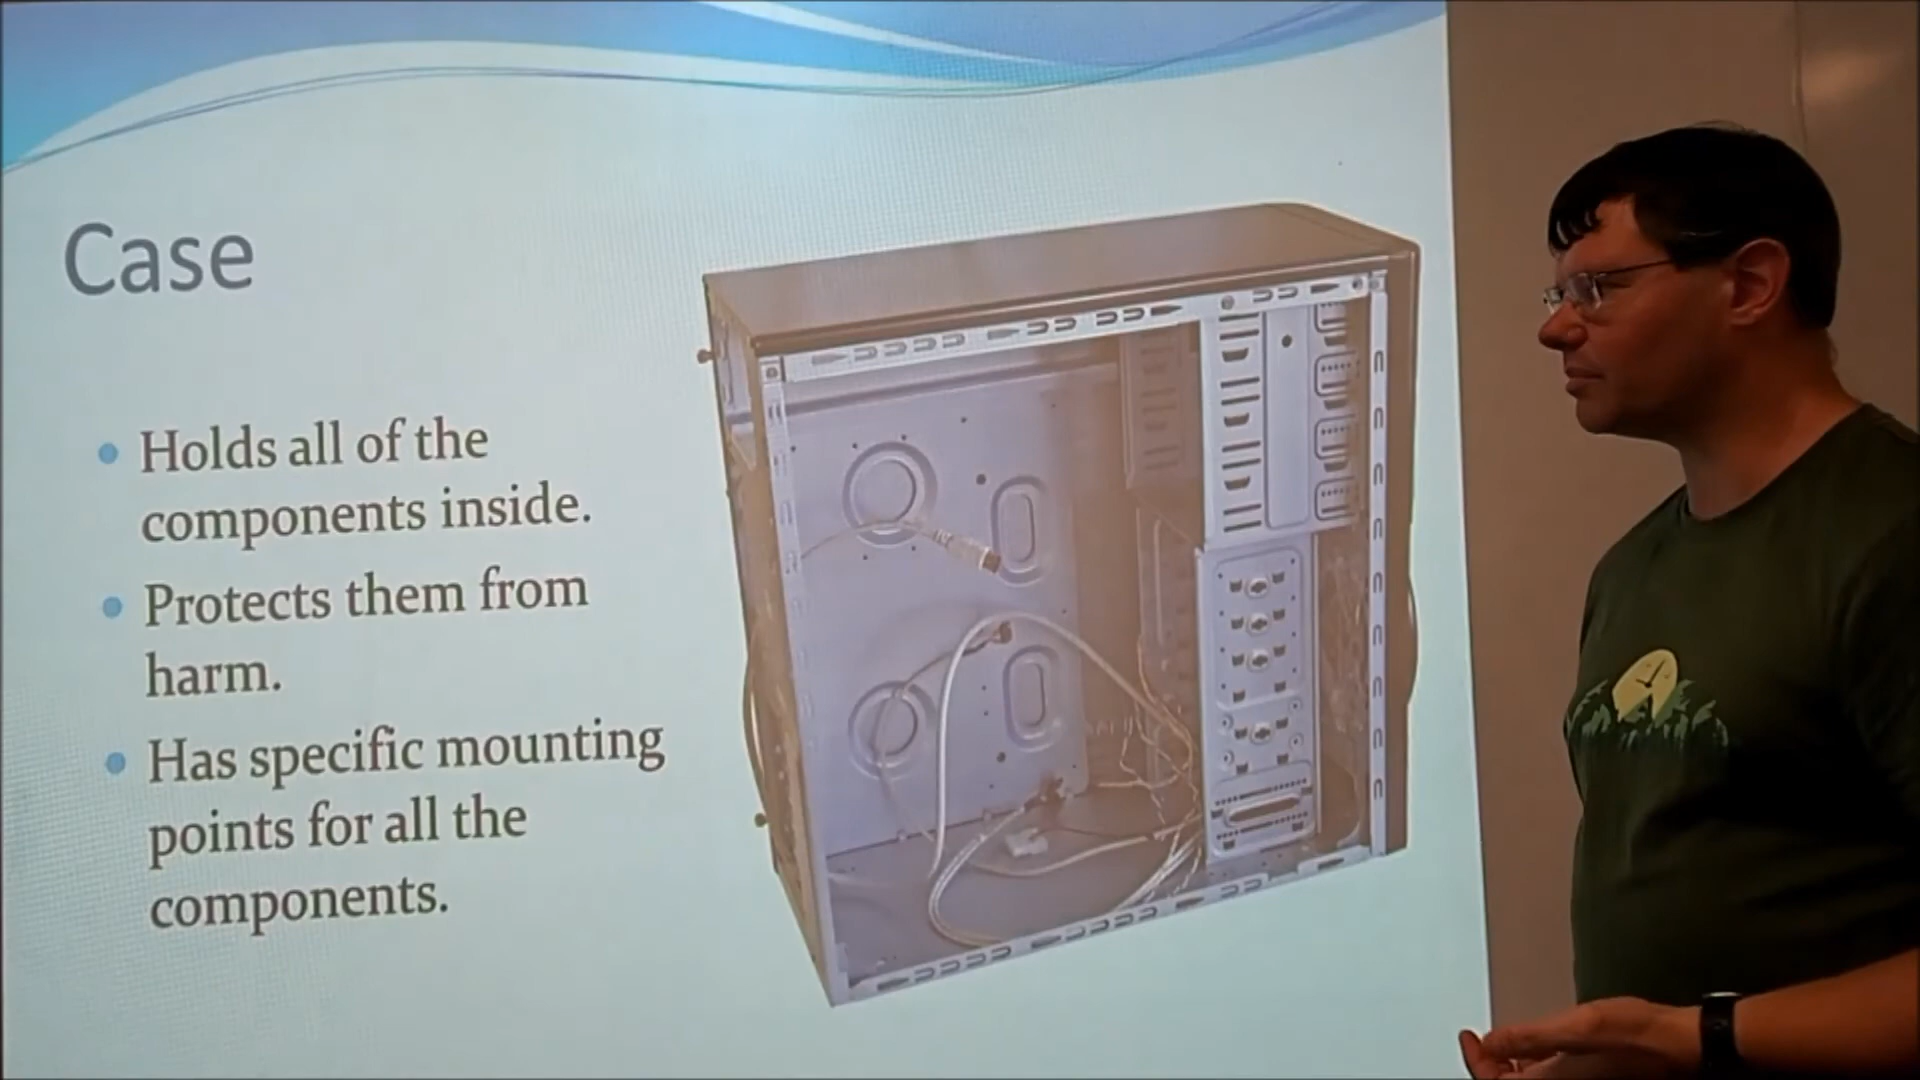 Case
Holds all of the
components inside.
Protects them from
harm.
Has specific mounting
points for all the
components.